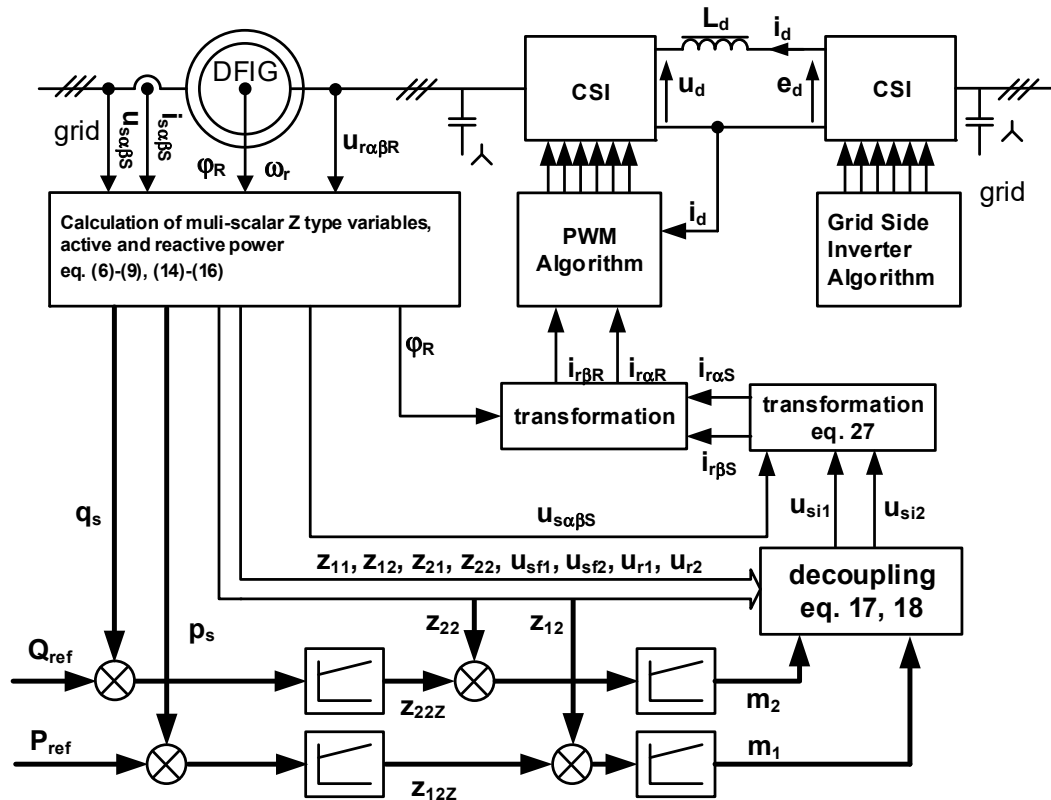 L_d
i_d
DFIG
CSI
u_d
e_d
CSI
grid
u_sαβS
i_sαβS
φ_R
ω_r
u_rαβR
grid
Calculation of muli-scalar Z type variables,
active and reactive power
eq. (6)-(9), (14)-(16)
i_d
PWM
Algorithm
Grid Side
Inverter
Algorithm
φ_R
i_rβR
i_rαR
i_rαS
transformation
transformation
eq. 27
i_rβS
q_s
u_sαβS
u_si1
u_si2
z_11, z_12, z_21, z_22, u_sf1, u_sf2, u_r1, u_r2
decoupling
eq. 17, 18
p_s
z_22
z_12
Q_ref
z_22Z
m_2
P_ref
z_12Z
m_1